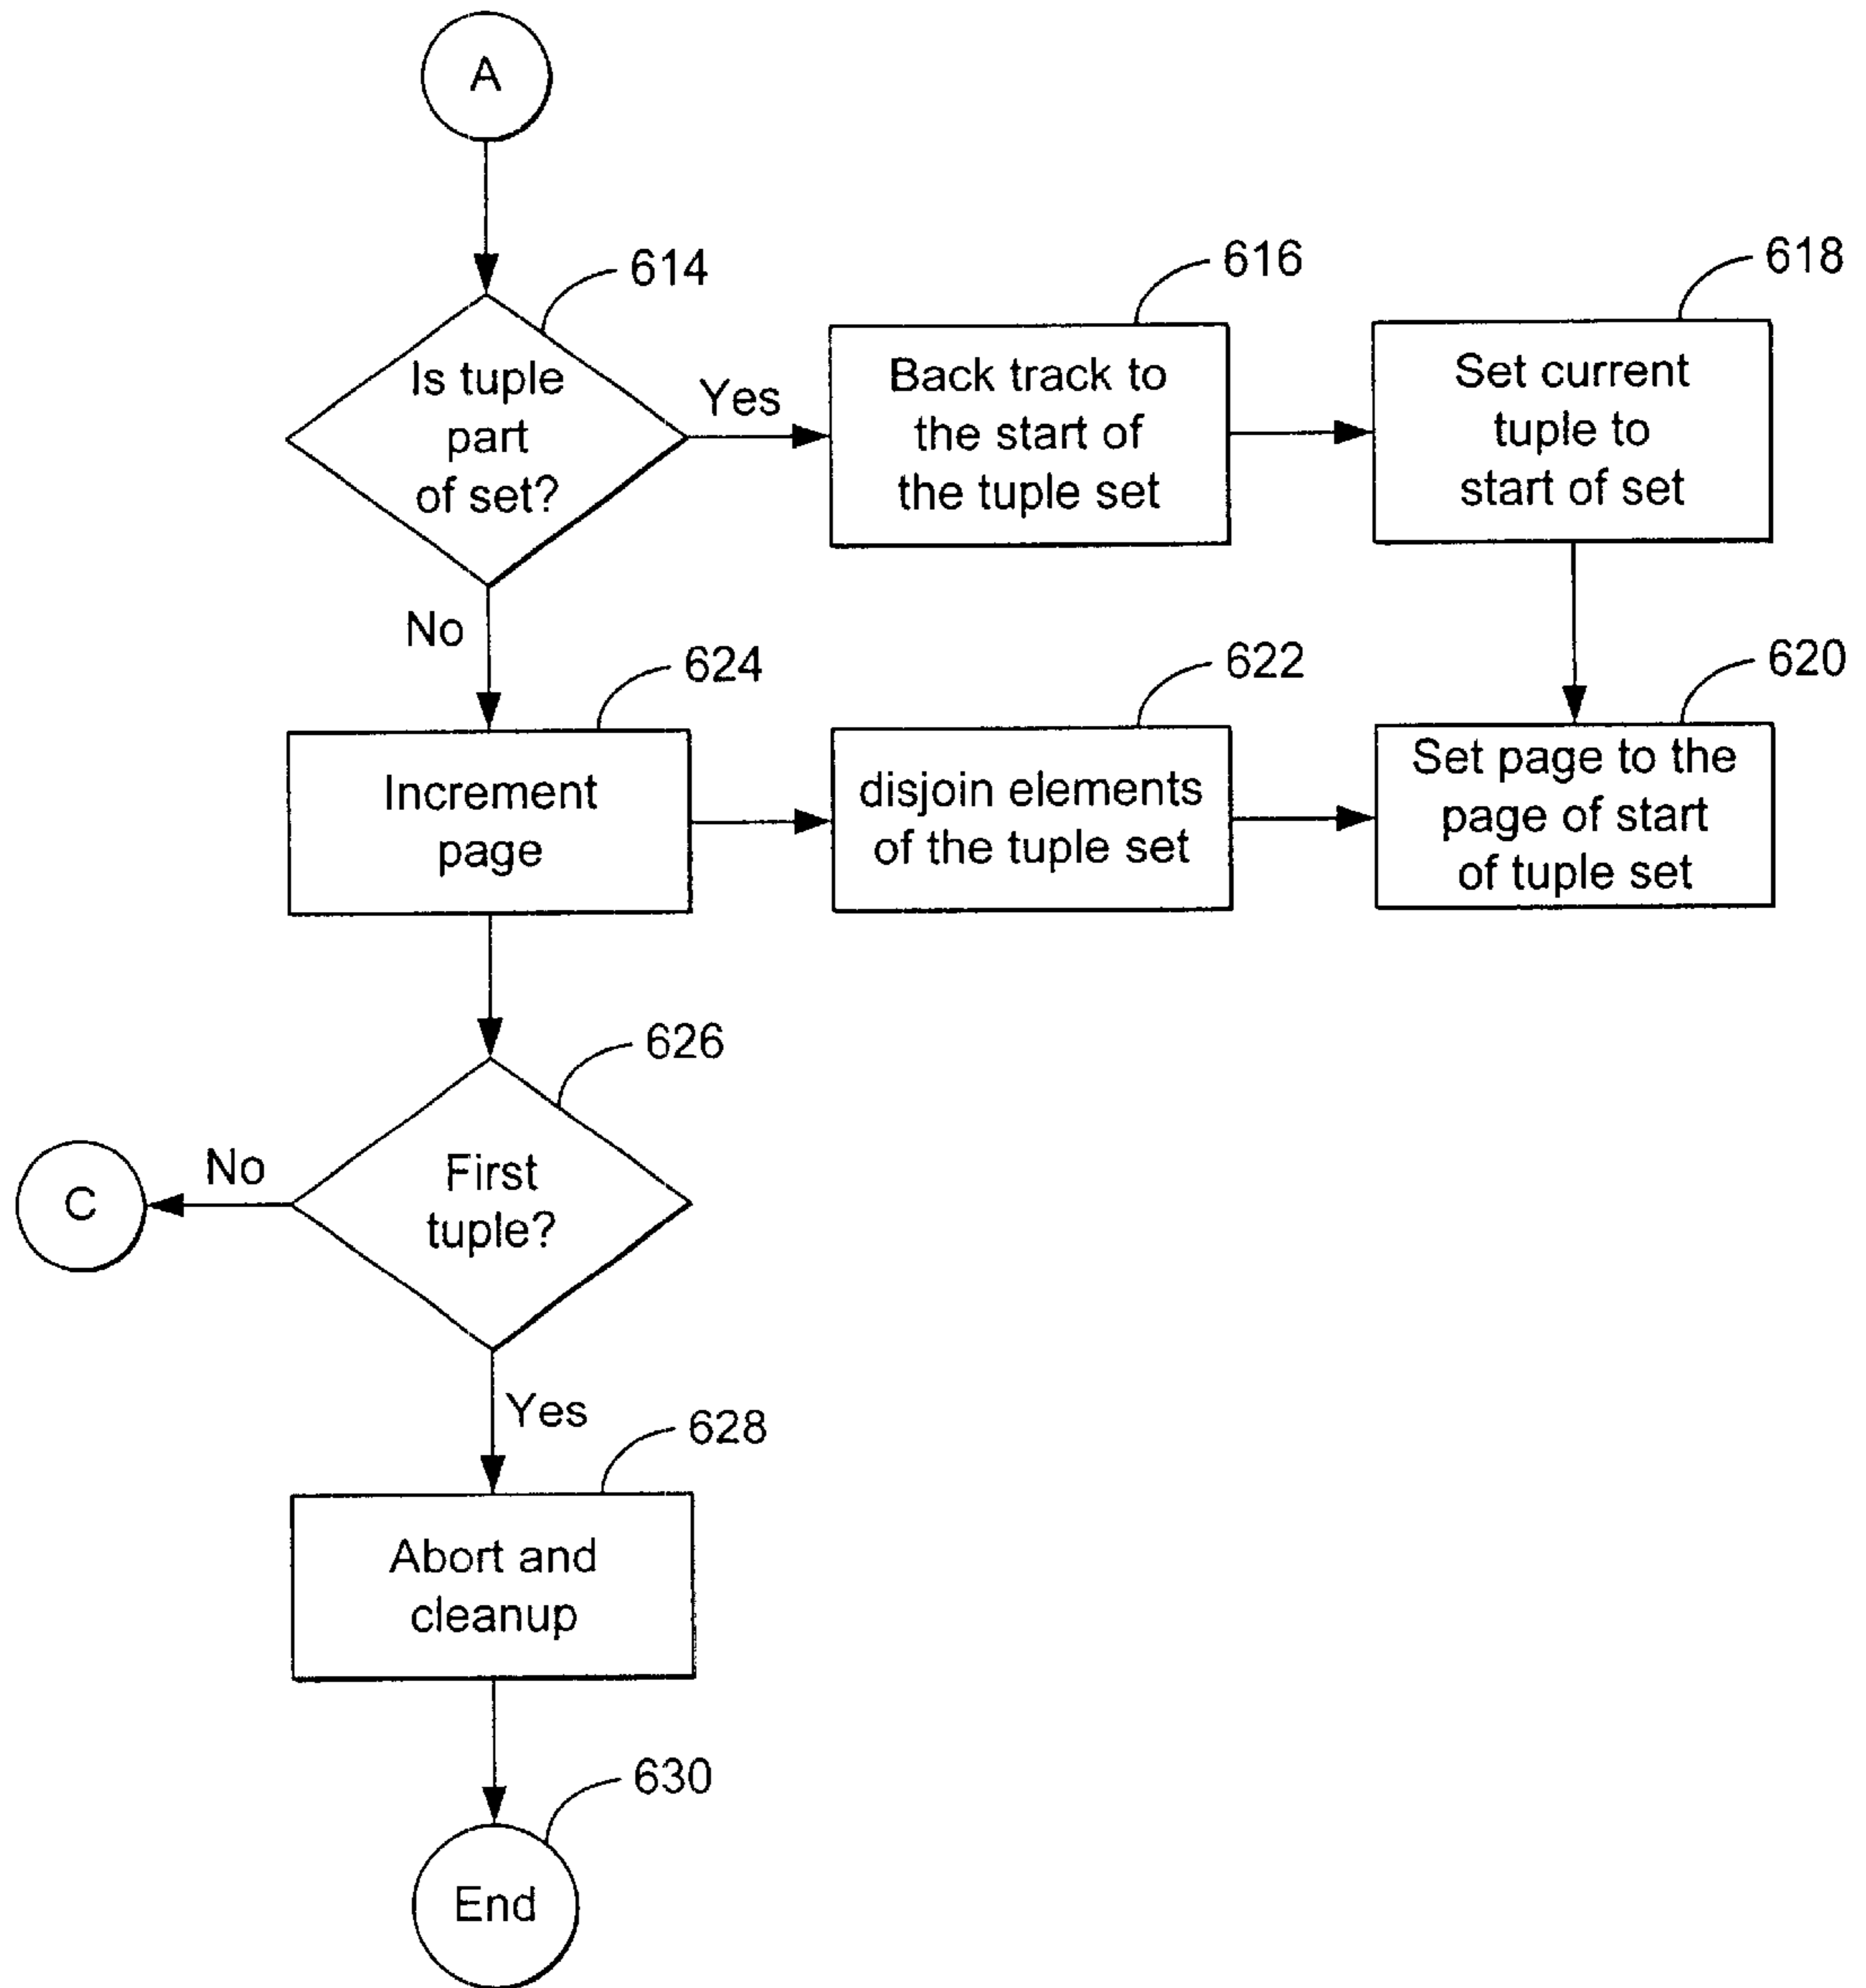 A
614
Is tuple
part
of set?
Yes
616
Back track to
the start of
the tuple set
618
Set current
tuple to
start of set
No
624
Increment
page
622
disjoin elements
of the tuple set
620
Set page to the
page of start
of tuple set
626
First
tuple?
No
C
Yes
628
Abort and
cleanup
630
End